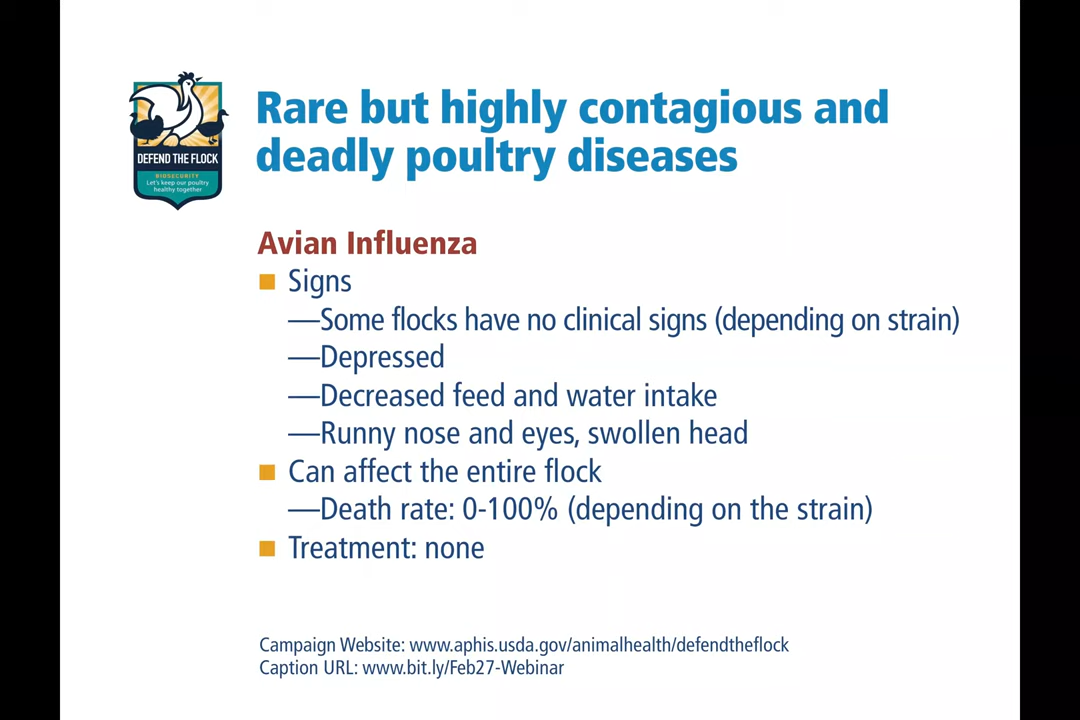 Rare but highly contagious and
deadly poultry diseases
DEFEND THE FLOCK
BIOSECURITY
Let's keep our poultry
healthy together
Avian Influenza
Signs
—Some flocks have no clinical signs (depending on strain)
—Depressed
—Decreased feed and water intake
—Runny nose and eyes, swollen head
Can affect the entire flock
—Death rate: 0-100% (depending on the strain)
Treatment: none
Campaign Website: www.aphis.usda.gov/animalhealth/defendtheflock
Caption URL: www.bit.ly/Feb27-Webinar